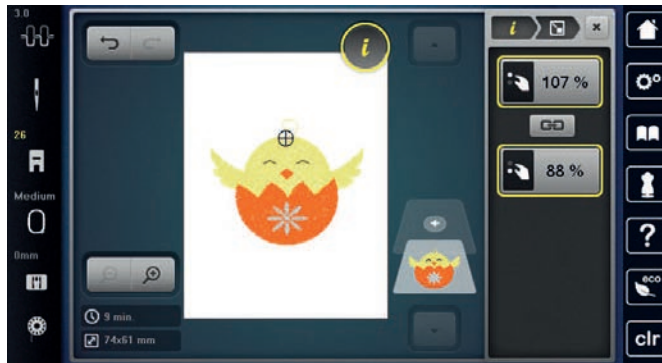 3.0
26
Medium
0mm
i
9 min.
74x61 mm
i
107 %
88 %
?
eco
clr